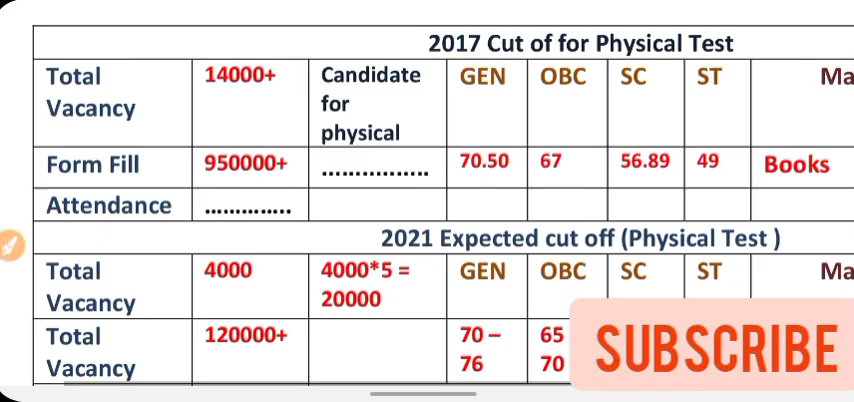 2017 Cut of for Physical Test
Total Vacancy 14000+ Candidate for physical GEN OBC SC ST Ma
Form Fill 950000+ ................. 70.50 67 56.89 49 Books
Attendance ..............
2021 Expected cut off (Physical Test )
Total Vacancy 4000 4000*5 = 20000 GEN OBC SC ST Ma
Total Vacancy 120000+ 70 – 76 65 70
SUBSCRIBE